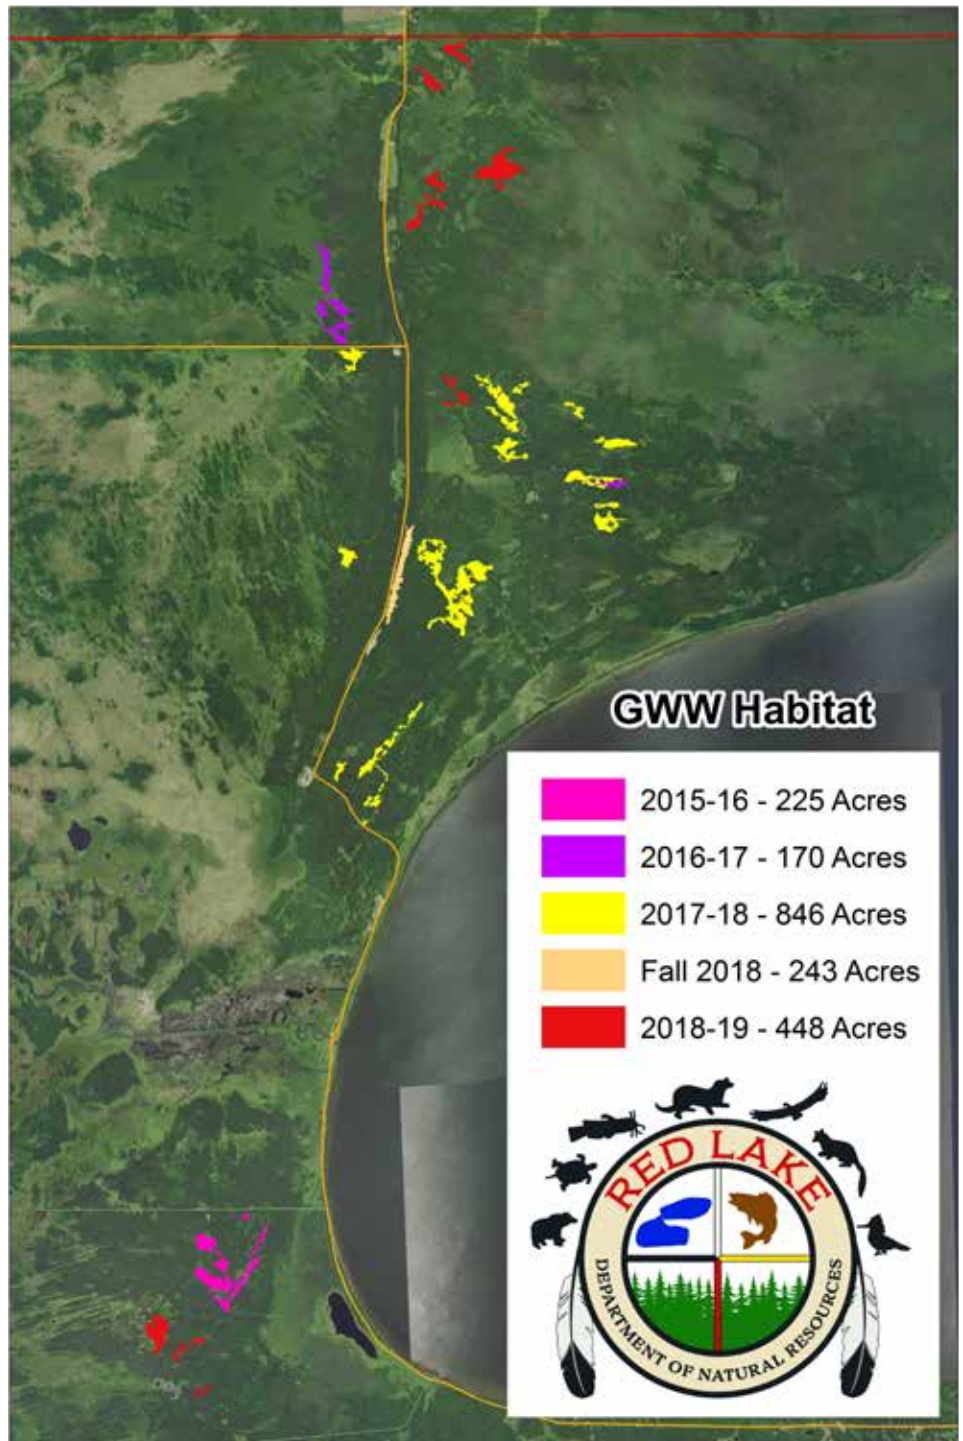 GWW Habitat
2015-16 - 225 Acres
2016-17 - 170 Acres
2017-18 - 846 Acres
Fall 2018 - 243 Acres
2018-19 - 448 Acres
RED LAKE
DEPARTMENT OF NATURAL RESOURCES